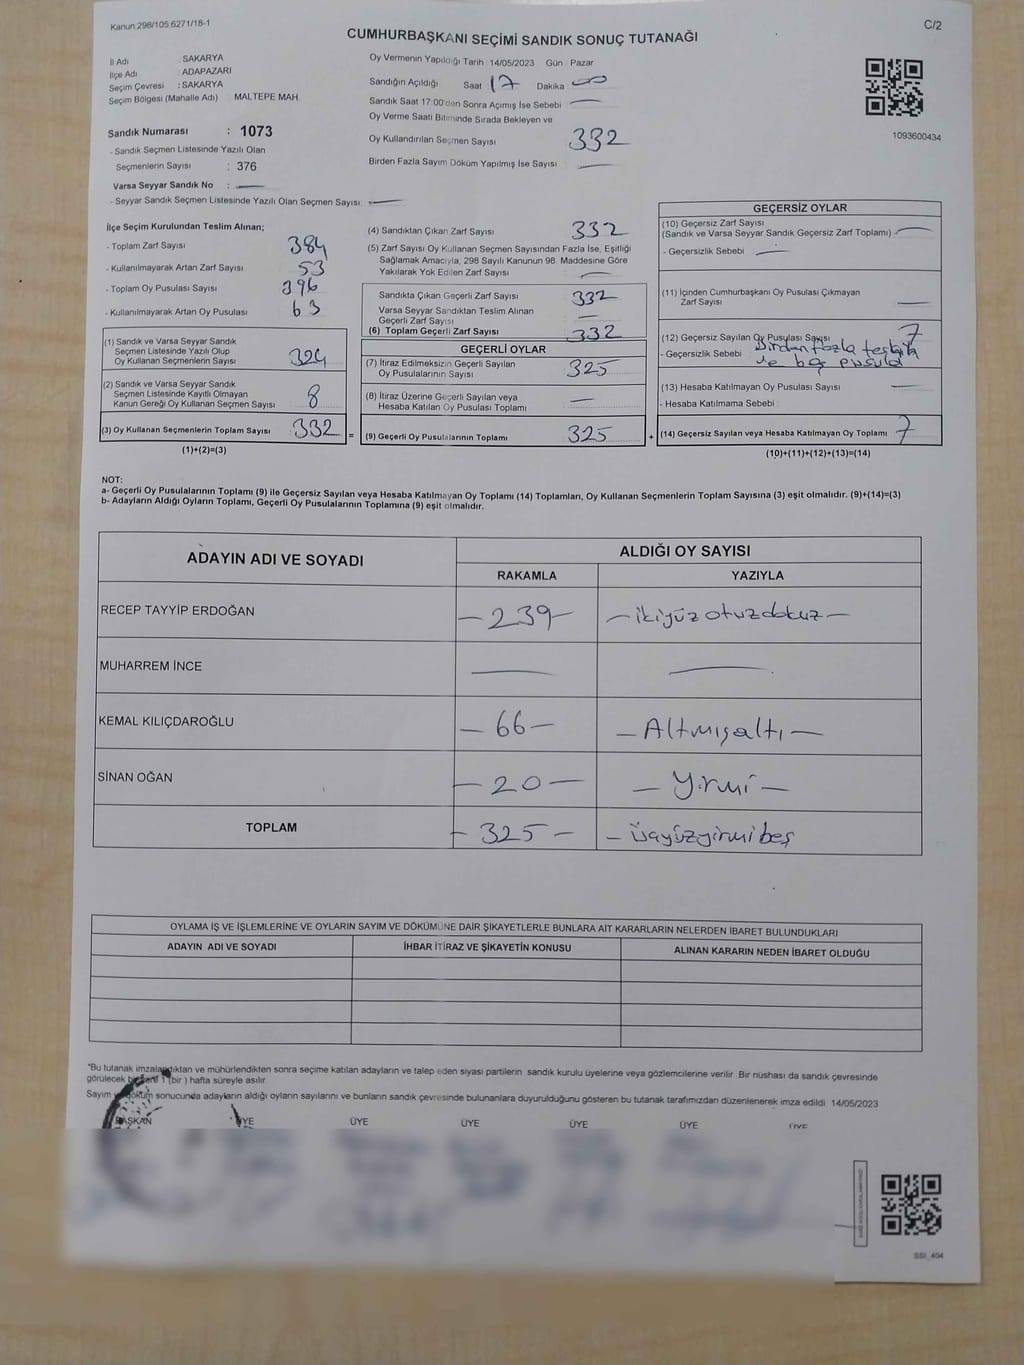 Kanun 298/105 6271/18-1
C/2
CUMHURBAŞKANI SEÇİMİ SANDIK SONUÇ TUTANAĞI
İl Adı : SAKARYA
İlçe Adı : ADAPAZARI
Seçim Çevresi : SAKARYA
Seçim Bölgesi (Mahalle Adı) MALTEPE MAH.
Sandık Numarası : 1073
- Sandık Seçmen Listesinde Yazılı Olan
Seçmenlerin Sayısı : 376
Varsa Seyyar Sandık No : —
- Seyyar Sandık Seçmen Listesinde Yazılı Olan Seçmen Sayısı: —
Oy Vermenin Yapıldığı Tarih 14/05/2023 Gün : Pazar
Sandığın Açıldığı Saat 17 Dakika 00
Sandık Saat 17:00'den Sonra Açımış İse Sebebi —
Oy Verme Saati Bitiminde Sırada Bekleyen ve
Oy Kullandırılan Seçmen Sayısı 332
Birden Fazla Sayım Döküm Yapılmış İse Sayısı —
1093600434
İlçe Seçim Kurulundan Teslim Alınan;
- Toplam Zarf Sayısı 384
- Kullanılmayarak Artan Zarf Sayısı 53
- Toplam Oy Pusulası Sayısı 396
- Kullanılmayarak Artan Oy Pusulası 63
(1) Sandık ve Varsa Seyyar Sandık
Seçmen Listesinde Yazılı Olup
Oy Kullanan Seçmenlerin Sayısı 324
(2) Sandık ve Varsa Seyyar Sandık
Seçmen Listesinde Kayıtlı Olmayan
Kanun Gereği Oy Kullanan Seçmen Sayısı 8
(3) Oy Kullanan Seçmenlerin Toplam Sayısı 332 =
(1)+(2)=(3)
(4) Sandıktan Çıkan Zarf Sayısı 332
(5) Zarf Sayısı Oy Kullanan Seçmen Sayısından Fazla İse, Eşitliği
Sağlamak Amacıyla, 298 Sayılı Kanunun 98. Maddesine Göre
Yakılarak Yok Edilen Zarf Sayısı —
Sandıkta Çıkan Geçerli Zarf Sayısı 332
Varsa Seyyar Sandıktan Teslim Alınan
Geçerli Zarf Sayısı —
(6) Toplam Geçerli Zarf Sayısı 332
GEÇERLİ OYLAR
(7) İtiraz Edilmeksizin Geçerli Sayılan
Oy Pusulalarının Sayısı 325
(8) İtiraz Üzerine Geçerli Sayılan veya
Hesaba Katılan Oy Pusulası Toplamı —
(9) Geçerli Oy Pusulalarının Toplamı 325 +
GEÇERSİZ OYLAR
(10) Geçersiz Zarf Sayısı
(Sandık ve Varsa Seyyar Sandık Geçersiz Zarf Toplamı) —
- Geçersizlik Sebebi —
(11) İçinden Cumhurbaşkanı Oy Pusulası Çıkmayan
Zarf Sayısı —
(12) Geçersiz Sayılan Oy Pusulası Sayısı 7
- Geçersizlik Sebebi Birden fazla
ve boş pusula
(13) Hesaba Katılmayan Oy Pusulası Sayısı —
- Hesaba Katılmama Sebebi
(14) Geçersiz Sayılan veya Hesaba Katılmayan Oy Toplamı 7
(10)+(11)+(12)+(13)=(14)
NOT:
a- Geçerli Oy Pusulalarının Toplamı (9) ile Geçersiz Sayılan veya Hesaba Katılmayan Oy Toplamı (14) Toplamları, Oy Kullanan Seçmenlerin Toplam Sayısına (3) eşit olmalıdır. (9)+(14)=(3)
b- Adayların Aldığı Oyların Toplamı, Geçerli Oy Pusulalarının Toplamına (9) eşit olmalıdır.
ADAYIN ADI VE SOYADI
ALDIĞI OY SAYISI
RAKAMLA YAZIYLA
RECEP TAYYİP ERDOĞAN — 239 — — ikiyüzotuzdokuz —
MUHARREM İNCE — —
KEMAL KILIÇDAROĞLU — 66 — — Altmışaltı —
SİNAN OĞAN — 20 — — Yirmi —
TOPLAM — 325 — — üçyüzyirmibeş
OYLAMA İŞ VE İŞLEMLERİNE VE OYLARIN SAYIM VE DÖKÜMÜNE DAİR ŞİKAYETLERLE BUNLARA AİT KARARLARIN NELERDEN İBARET BULUNDUKLARI
ADAYIN ADI VE SOYADI İHBAR İTİRAZ VE ŞİKAYETİN KONUSU ALINAN KARARIN NEDEN İBARET OLDUĞU
*Bu tutanak imzalandıktan ve mühürlendikten sonra seçime katılan adayların ve talep eden siyasi partilerin sandık kurulu üyelerine veya gözlemcilerine verilir. Bir nüshası da sandık çevresinde
görülecek bir yere 1 (bir) hafta süreyle asılır
Sayım ve döküm sonucunda adayların aldığı oyların sayılarını ve bunların sandık çevresinde bulunanlara duyurulduğunu gösteren bu tutanak tarafımızdan düzenlenerek imza edildi 14/05/2023
BAŞKAN ÜYE ÜYE ÜYE ÜYE ÜYE ÜYE
SSI_404